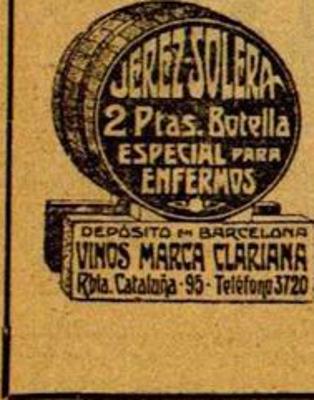 JEREZ-SOLERA
2 Ptas. Botella
ESPECIAL PARA
ENFERMOS
DEPÓSITO EN BARCELONA
VINOS MARCA CLARIANA
Rbla. Cataluña - 95 - Teléfono 3720